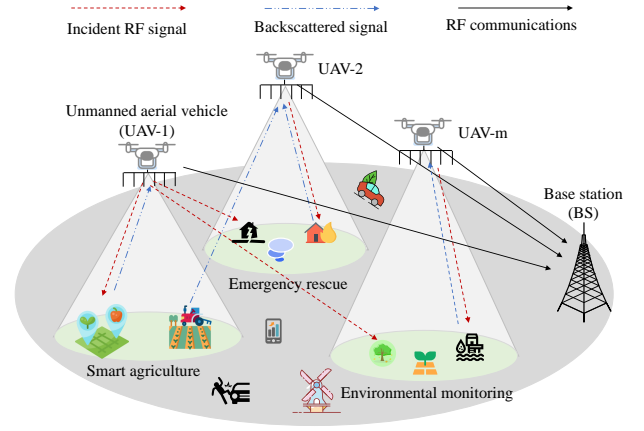 Incident RF signal
Backscattered signal
RF communications
UAV-2
Unmanned aerial vehicle
(UAV-1)
UAV-m
Base station
(BS)
Emergency rescue
Smart agriculture
Environmental monitoring